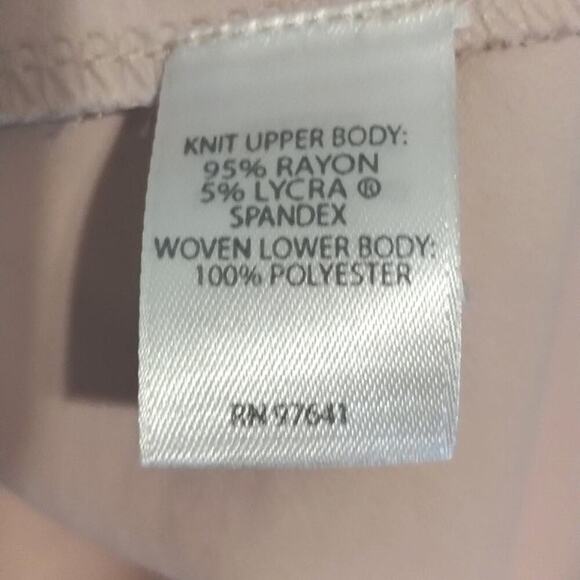 KNIT UPPER BODY:
95% RAYON
5% LYCRA ®
SPANDEX
WOVEN LOWER BODY:
100% POLYESTER
RN 97641